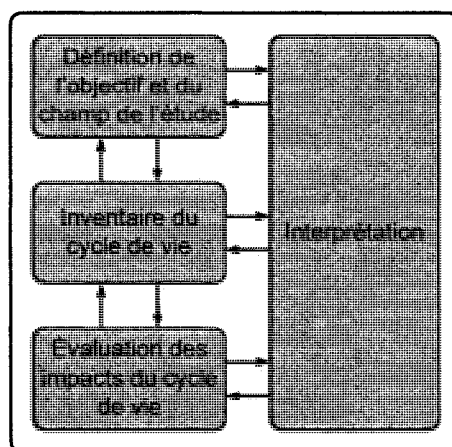 Définition de
l'objectif et du
champ de l'étude
Inventaire du
cycle de vie
Interprétation
Évaluation des
impacts du cycle
de vie